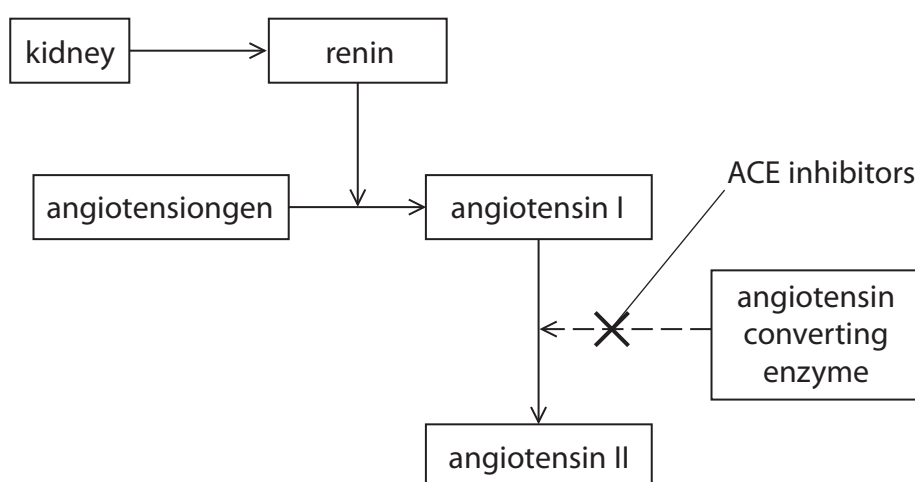 kidney
renin
ACE inhibitors
angiotensiongen
angiotensin I
angiotensin
converting
enzyme
angiotensin II